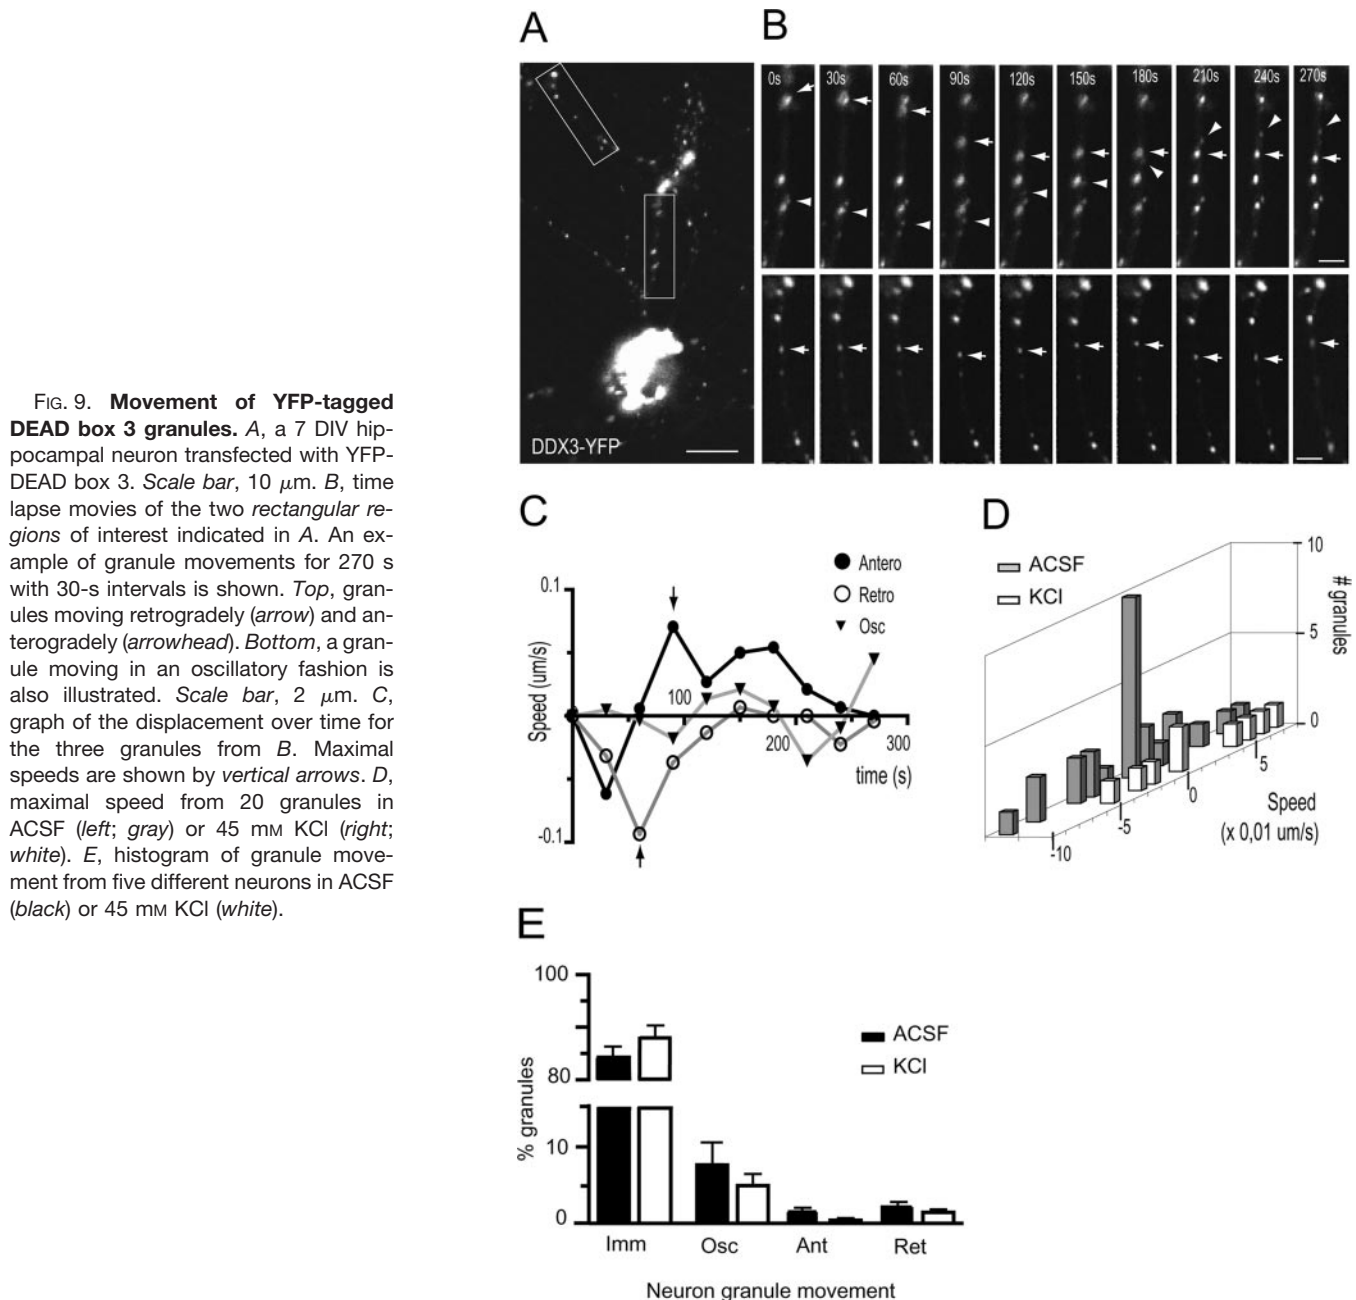 A
B
0s 30s 60s 90s 120s 150s 180s 210s 240s 270s
DDX3-YFP
FIG. 9. Movement of YFP-tagged
DEAD box 3 granules. A, a 7 DIV hip-
pocampal neuron transfected with YFP-
DEAD box 3. Scale bar, 10 μm. B, time
lapse movies of the two rectangular re-
gions of interest indicated in A. An ex-
ample of granule movements for 270 s
with 30-s intervals is shown. Top, gran-
ules moving retrogradely (arrow) and an-
terogradely (arrowhead). Bottom, a gran-
ule moving in an oscillatory fashion is
also illustrated. Scale bar, 2 μm. C,
graph of the displacement over time for
the three granules from B. Maximal
speeds are shown by vertical arrows. D,
maximal speed from 20 granules in
ACSF (left; gray) or 45 mM KCl (right;
white). E, histogram of granule move-
ment from five different neurons in ACSF
(black) or 45 mM KCl (white).
C
Antero
Retro
Osc
0.1
Speed (um/s)
-0.1
100
200
300
time (s)
D
ACSF
KCl
10
5
0
# granules
-10
-5
0
5
Speed
(x 0,01 um/s)
E
100
80
10
0
% granules
ACSF
KCl
Imm Osc Ant Ret
Neuron granule movement